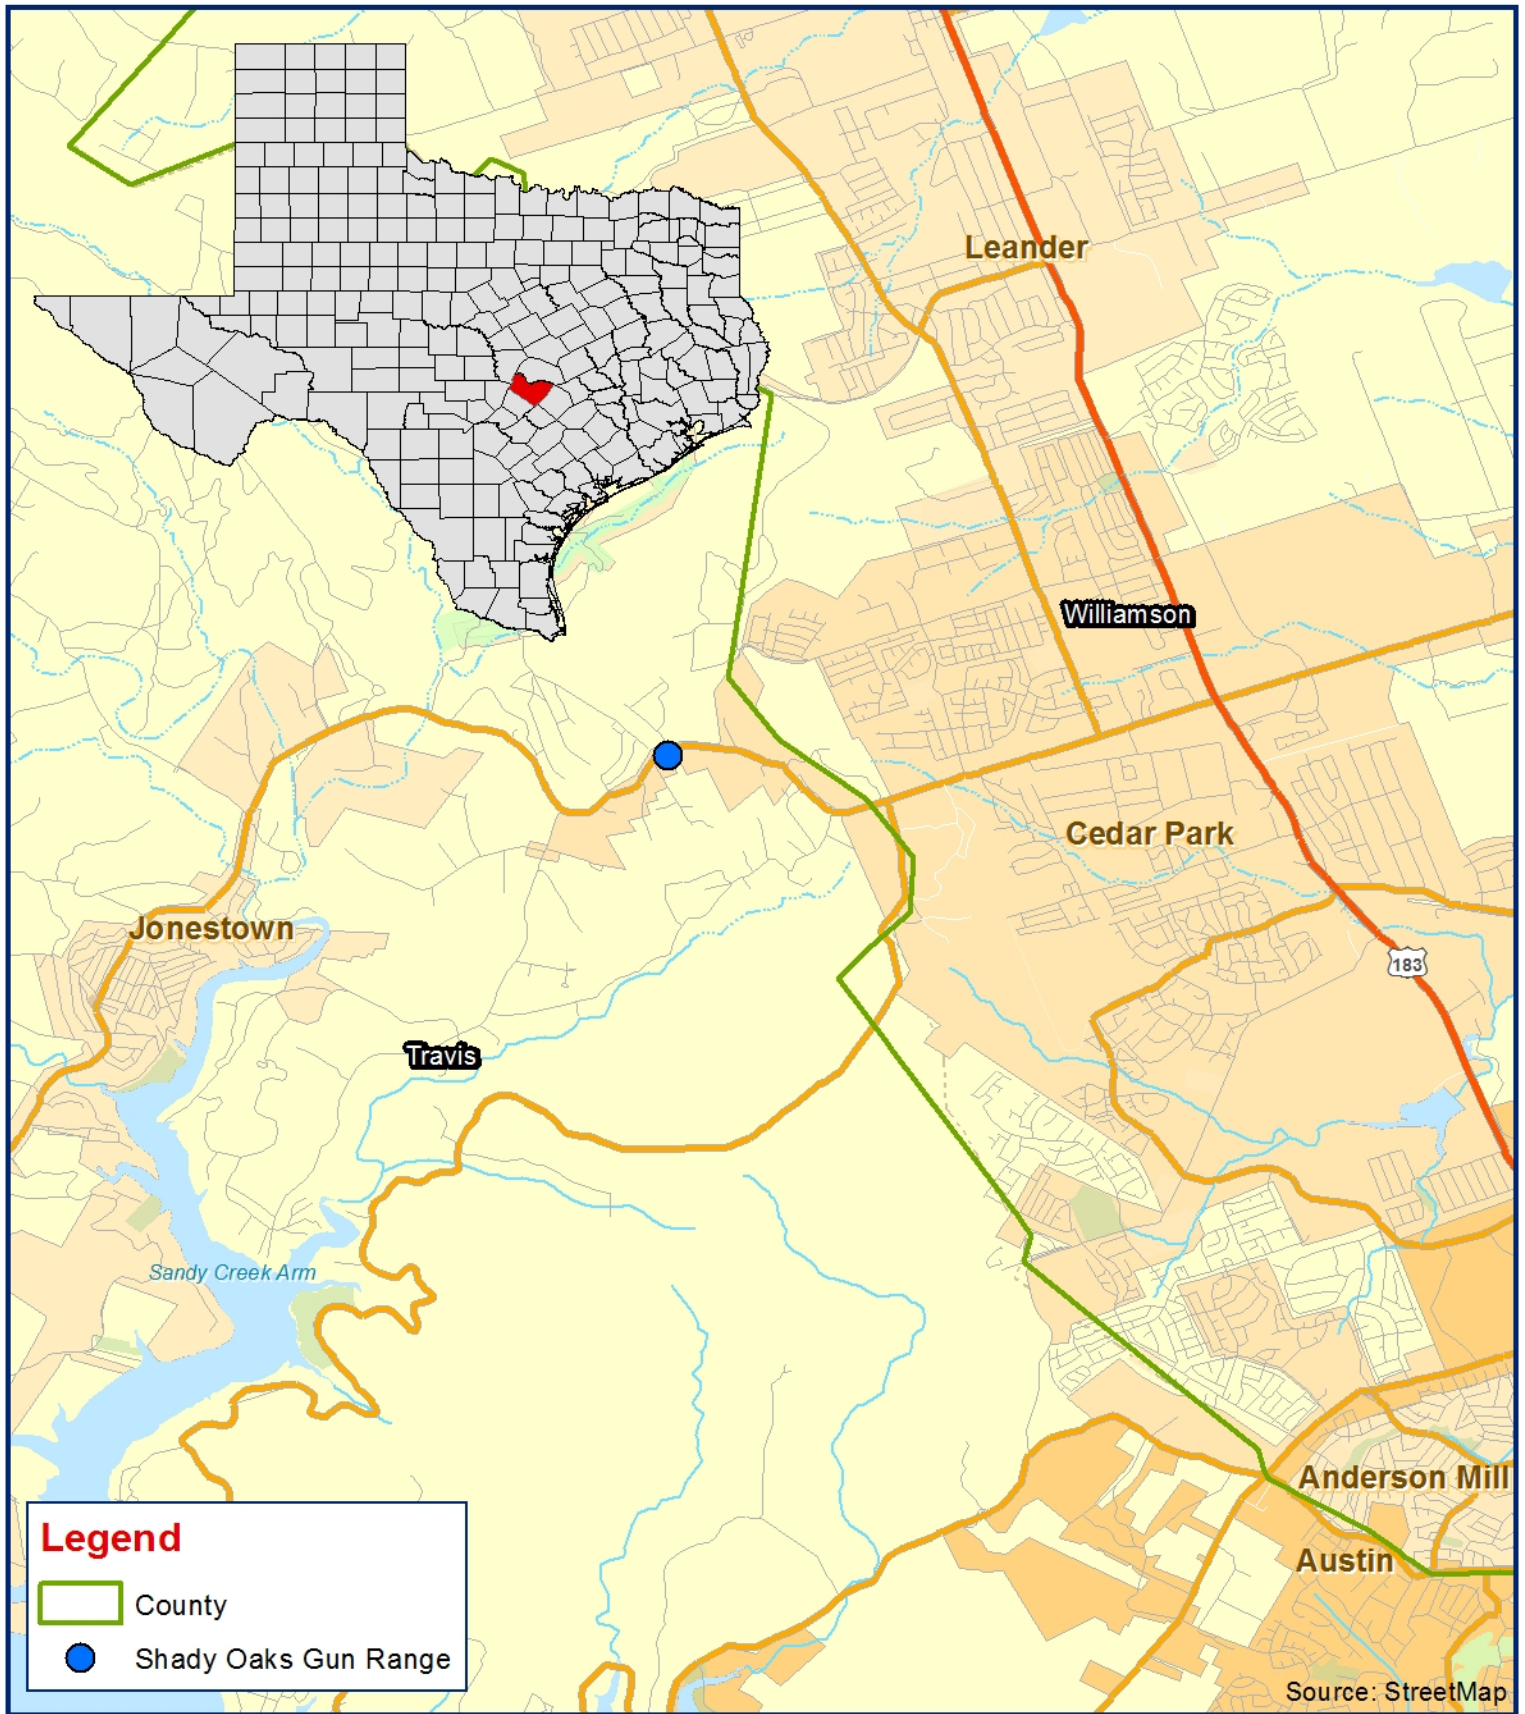 Leander
Williamson
Cedar Park
Jonestown
183
Travis
Sandy Creek Arm
Anderson Mill
Austin
Legend
County
Shady Oaks Gun Range
Source: StreetMap